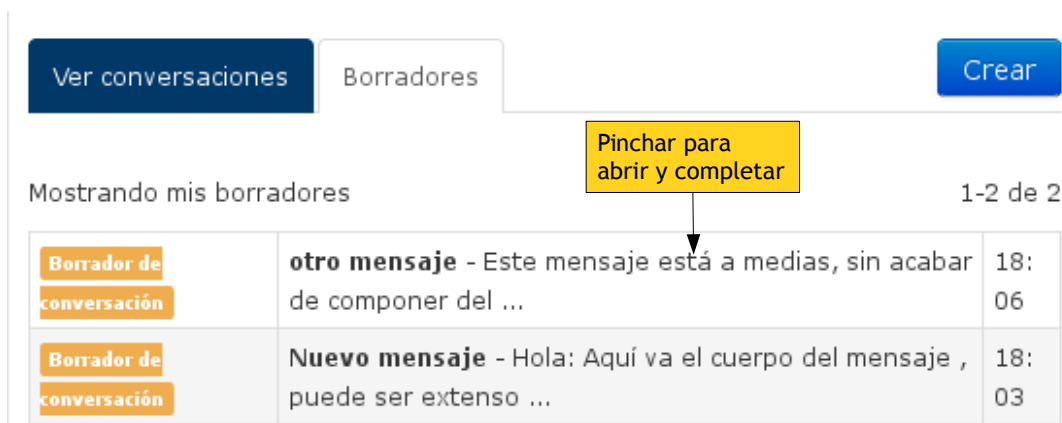 Ver conversaciones
Borradores
Crear
Pinchar para
abrir y completar
Mostrando mis borradores
1-2 de 2
Borrador de
conversación
otro mensaje - Este mensaje está a medias, sin acabar
de componer del ...
18:
06
Borrador de
conversación
Nuevo mensaje - Hola: Aquí va el cuerpo del mensaje ,
puede ser extenso ...
18:
03